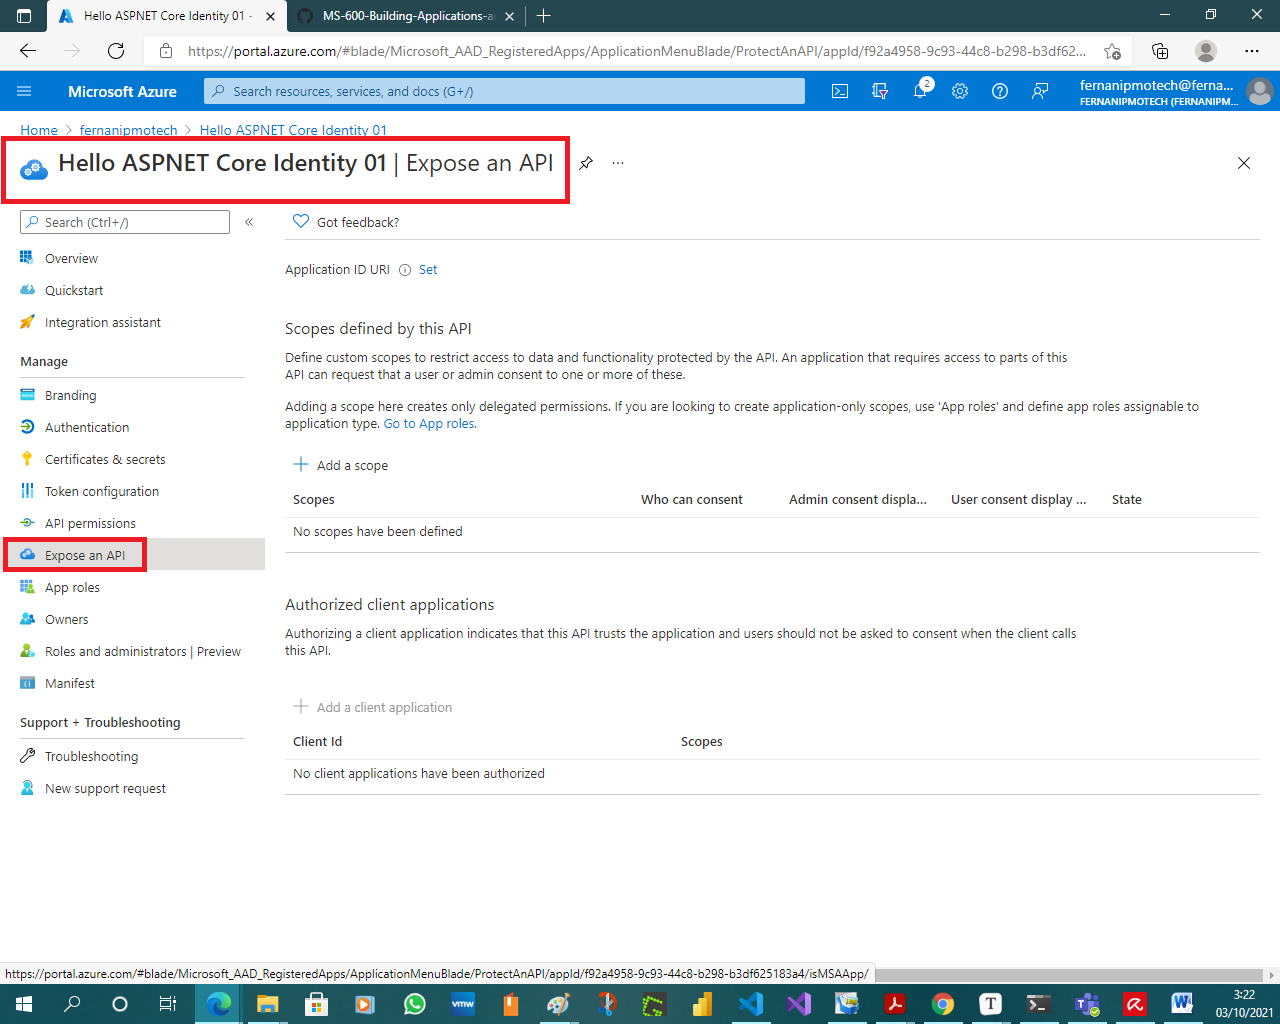 Hello ASPNET Core Identity 01 -
MS-600-Building-Applications-a
https://portal.azure.com/#blade/Microsoft_AAD_RegisteredApps/ApplicationMenuBlade/ProtectAnAPI/appId/f92a4958-9c93-44c8-b298-b3df62...
Microsoft Azure
Search resources, services, and docs (G+/)
2
fernanipmotech@ferna...
FERNANIPMOTECH (FERNANIPM...
Home > fernanipmotech > Hello ASPNET Core Identity 01
Hello ASPNET Core Identity 01 | Expose an API
Search (Ctrl+/)
Got feedback?
Overview
Quickstart
Integration assistant
Manage
Branding
Authentication
Certificates & secrets
Token configuration
API permissions
Expose an API
App roles
Owners
Roles and administrators | Preview
Manifest
Support + Troubleshooting
Troubleshooting
New support request
Application ID URI Set
Scopes defined by this API
Define custom scopes to restrict access to data and functionality protected by the API. An application that requires access to parts of this
API can request that a user or admin consent to one or more of these.
Adding a scope here creates only delegated permissions. If you are looking to create application-only scopes, use 'App roles' and define app roles assignable to
application type. Go to App roles.
Add a scope
Scopes Who can consent Admin consent displa... User consent display ... State
No scopes have been defined
Authorized client applications
Authorizing a client application indicates that this API trusts the application and users should not be asked to consent when the client calls
this API.
Add a client application
Client Id Scopes
No client applications have been authorized
https://portal.azure.com/#blade/Microsoft_AAD_RegisteredApps/ApplicationMenuBlade/ProtectAnAPI/appId/f92a4958-9c93-44c8-b298-b3df625183a4/isMSAApp/
vmw
T
3:22
03/10/2021